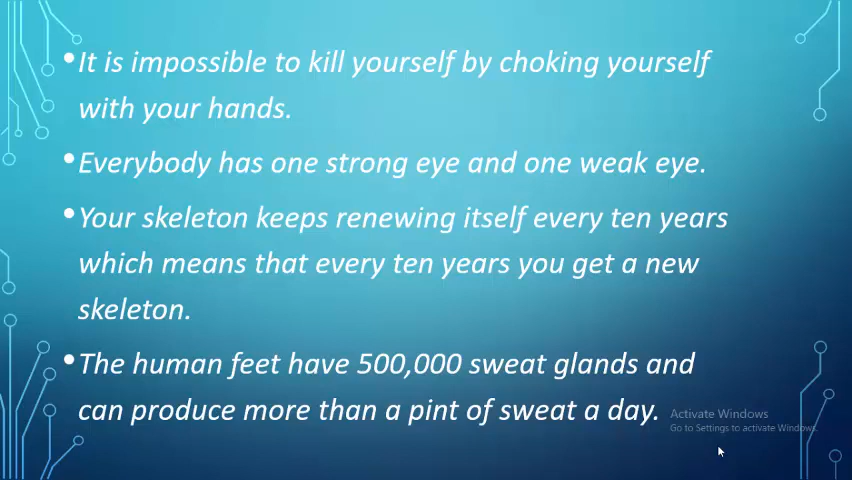 •It is impossible to kill yourself by choking yourself
with your hands.
•Everybody has one strong eye and one weak eye.
•Your skeleton keeps renewing itself every ten years
which means that every ten years you get a new
skeleton.
•The human feet have 500,000 sweat glands and
can produce more than a pint of sweat a day.
Activate Windows
Go to Settings to activate Windows.